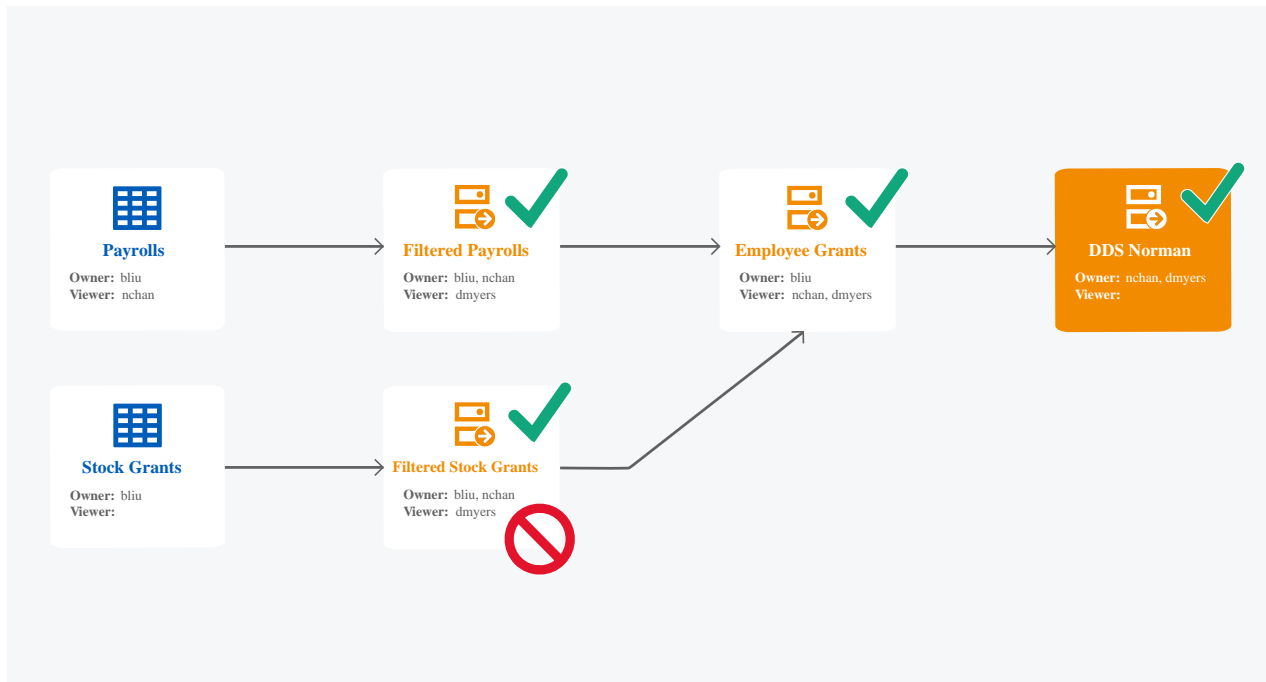 Payrolls
Owner: bliu
Viewer: nchan
Filtered Payrolls
Owner: bliu, nchan
Viewer: dmyers
Employee Grants
Owner: bliu
Viewer: nchan, dmyers
DDS Norman
Owner: nchan, dmyers
Viewer:
Stock Grants
Owner: bliu
Viewer:
Filtered Stock Grants
Owner: bliu, nchan
Viewer: dmyers